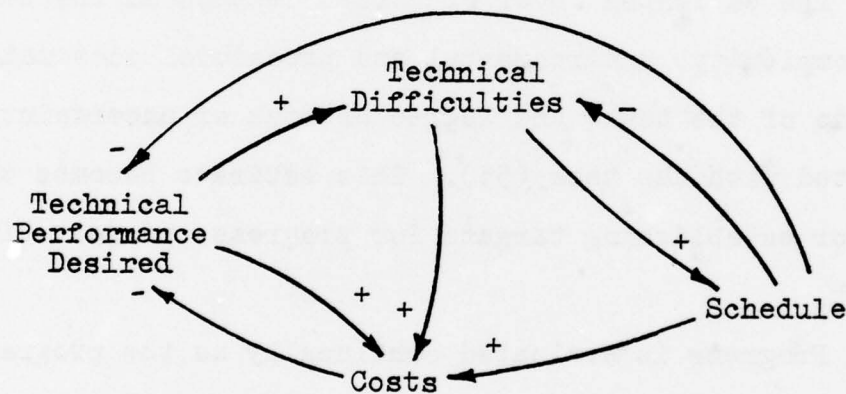 Technical
Difficulties
+
-
-
Technical
Performance
Desired
+
+
+
Schedule
-
+
Costs